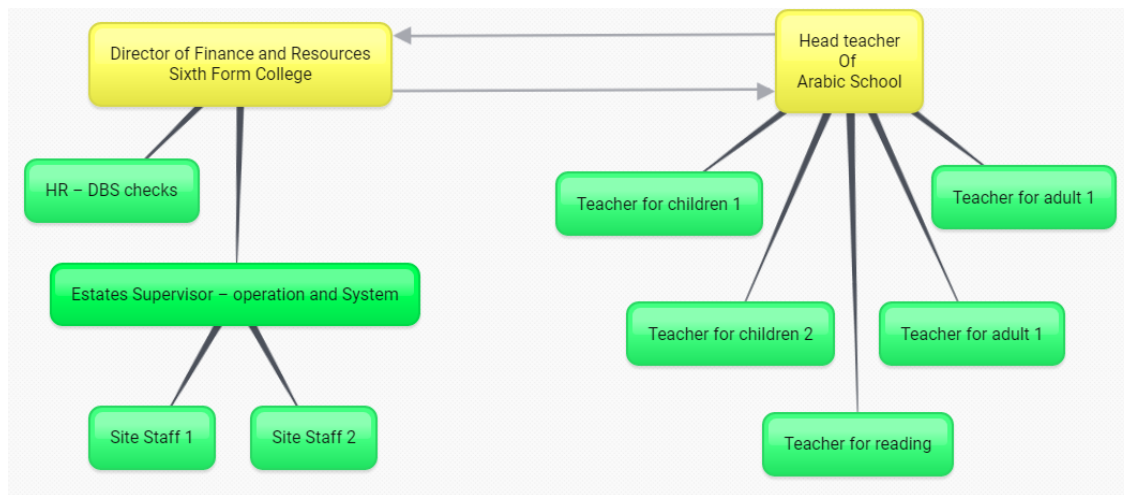 Director of Finance and Resources
Sixth Form College
Head teacher
Of
Arabic School
HR – DBS checks
Teacher for children 1
Teacher for adult 1
Estates Supervisor – operation and System
Teacher for children 2
Teacher for adult 1
Site Staff 1
Site Staff 2
Teacher for reading